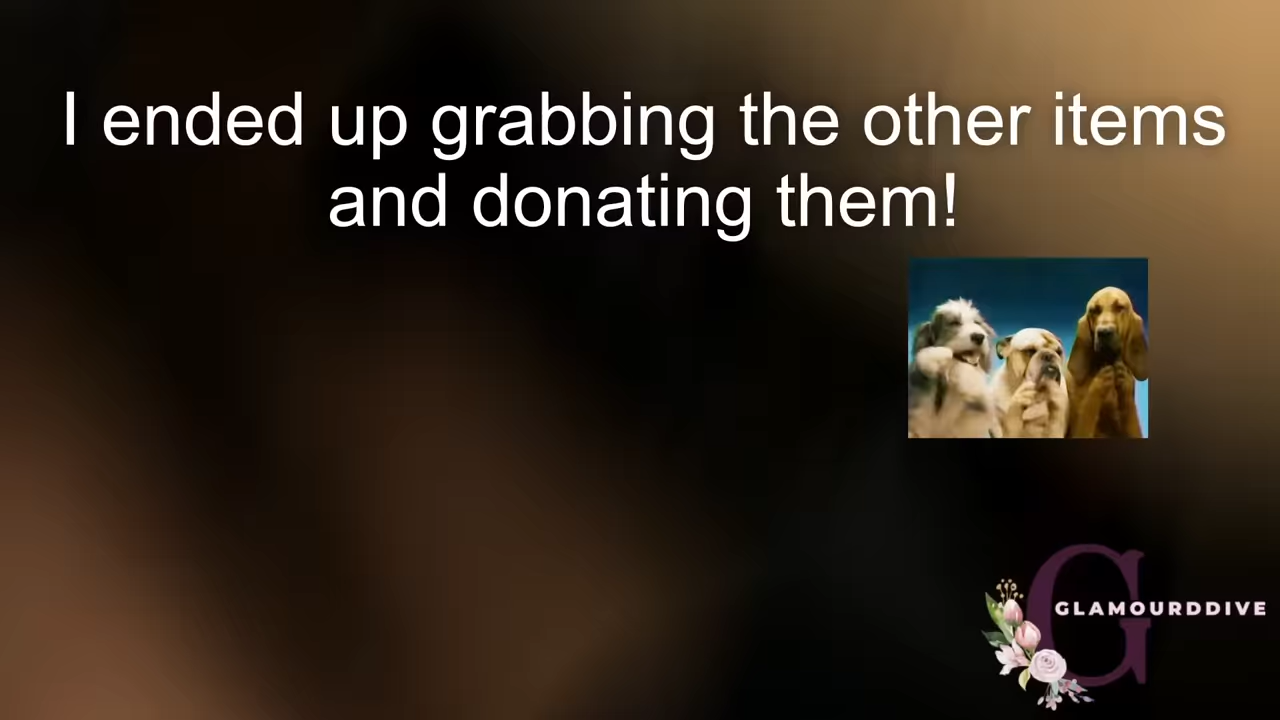 I ended up grabbing the other items
and donating them!
G
GLAMOURDDIVE